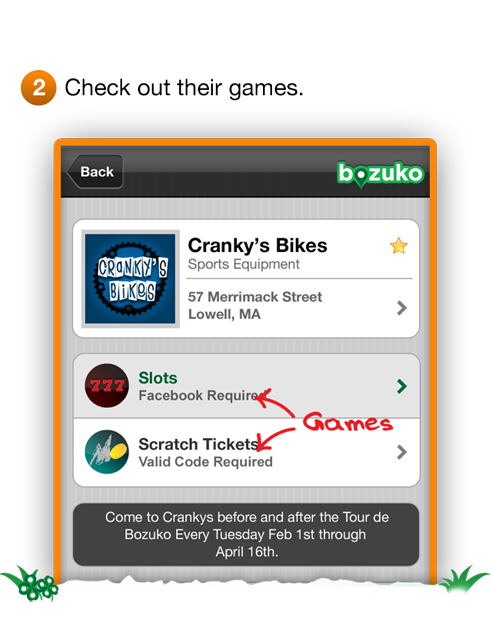 2 Check out their games.
Back
bozuko
CRANKY'S
BIKES
Cranky's Bikes
Sports Equipment
57 Merrimack Street
Lowell, MA
777
Slots
Facebook Required
Games
Scratch Tickets
Valid Code Required
Come to Crankys before and after the Tour de
Bozuko Every Tuesday Feb 1st through
April 16th.